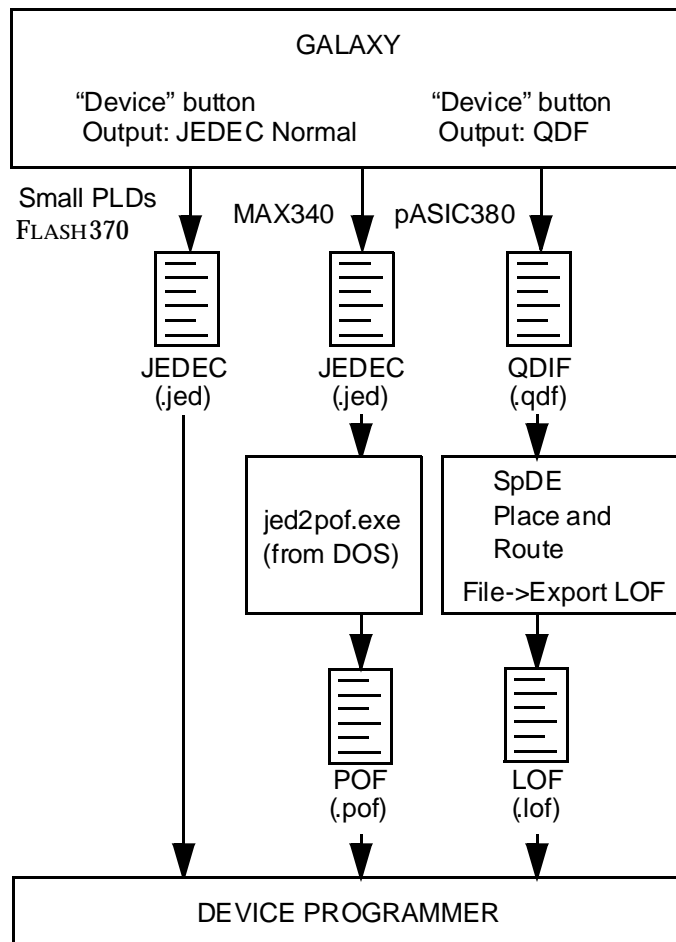 GALAXY
“Device” button
Output: JEDEC Normal
“Device” button
Output: QDF
Small PLDs
FLASH370
MAX340
pASIC380
JEDEC
(.jed)
JEDEC
(.jed)
QDIF
(.qdf)
jed2pof.exe
(from DOS)
SpDE
Place and
Route
File->Export LOF
POF
(.pof)
LOF
(.lof)
DEVICE PROGRAMMER